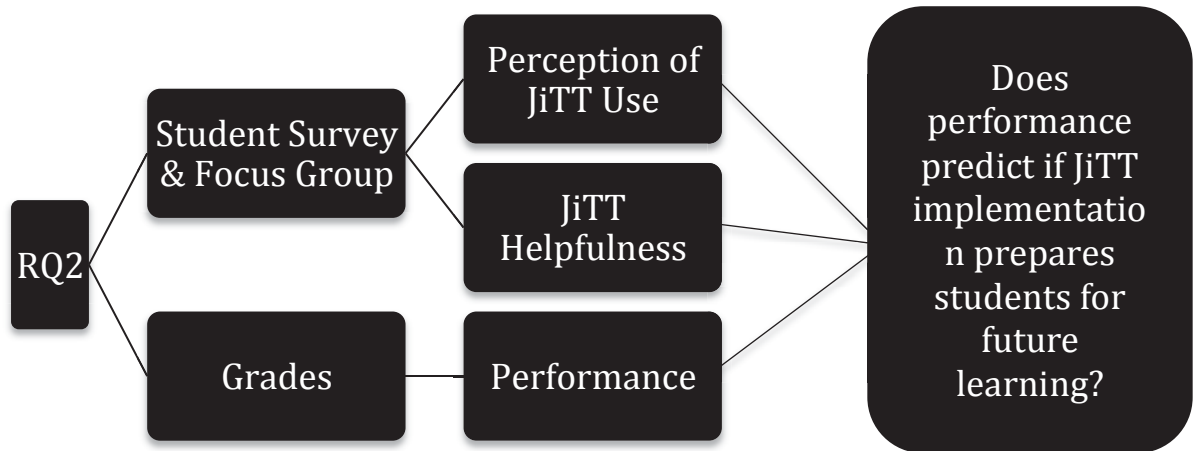 RQ2
Student Survey
& Focus Group
Grades
Perception of
JiTT Use
JiTT
Helpfulness
Performance
Does
performance
predict if JiTT
implementatio
n prepares
students for
future
learning?